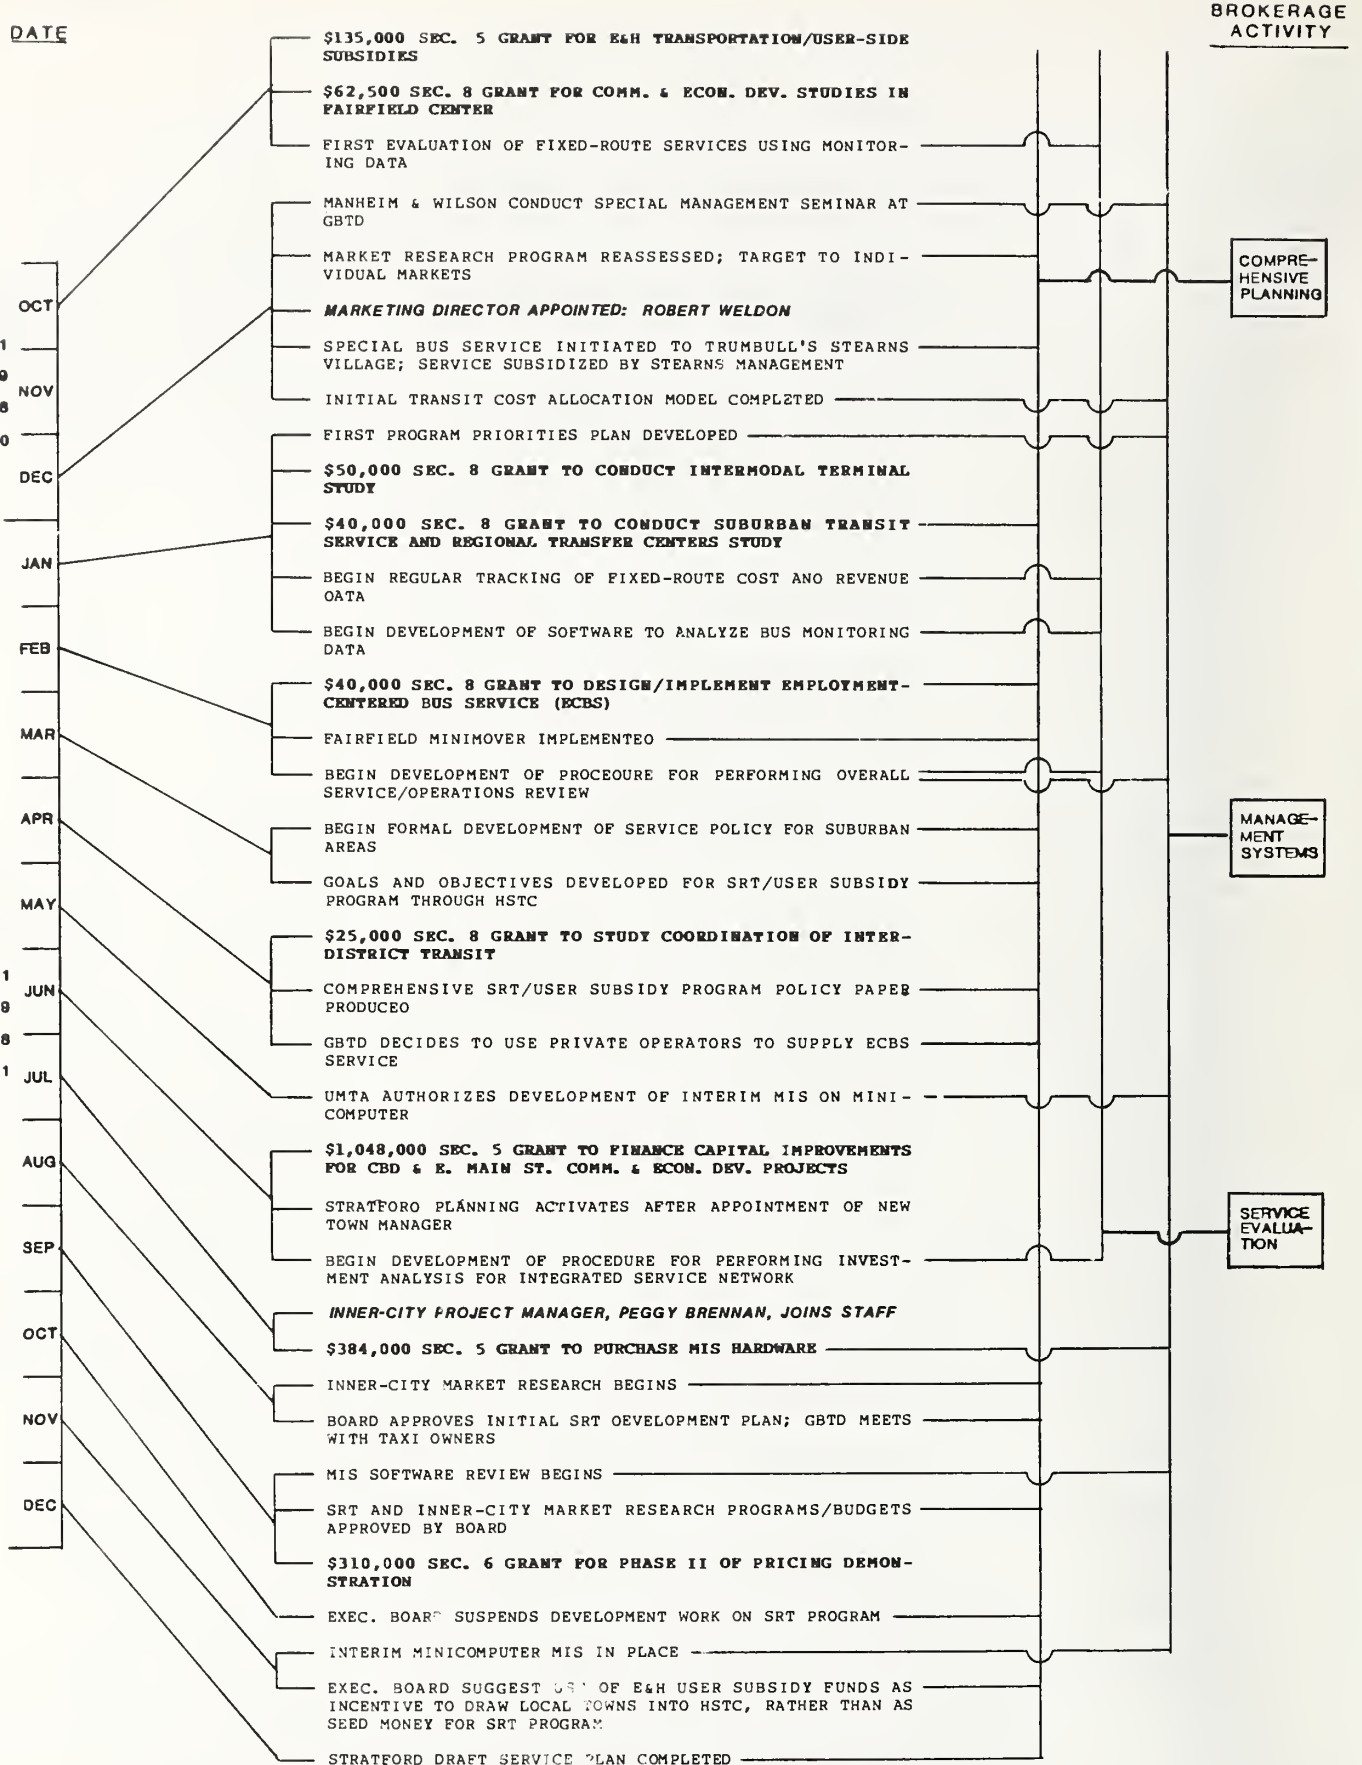 DATE
BROKERAGE
ACTIVITY
$135,000 SEC. 5 GRANT FOR E&H TRANSPORTATION/USER-SIDE
SUBSIDIES
$62,500 SEC. 8 GRANT FOR COMM. & ECON. DEV. STUDIES IN
FAIRFIELD CENTER
FIRST EVALUATION OF FIXED-ROUTE SERVICES USING MONITOR-
ING DATA
MANHEIM & WILSON CONDUCT SPECIAL MANAGEMENT SEMINAR AT
GBTD
MARKET RESEARCH PROGRAM REASSESSED; TARGET TO INDI-
VIDUAL MARKETS
MARKETING DIRECTOR APPOINTED: ROBERT WELDON
SPECIAL BUS SERVICE INITIATED TO TRUMBULL'S STEARNS
VILLAGE; SERVICE SUBSIDIZED BY STEARNS MANAGEMENT
INITIAL TRANSIT COST ALLOCATION MODEL COMPLETED
FIRST PROGRAM PRIORITIES PLAN DEVELOPED
$50,000 SEC. 8 GRANT TO CONDUCT INTERMODAL TERMINAL
STUDY
$40,000 SEC. 8 GRANT TO CONDUCT SUBURBAN TRANSIT
SERVICE AND REGIONAL TRANSFER CENTERS STUDY
BEGIN REGULAR TRACKING OF FIXED-ROUTE COST ANO REVENUE
OATA
BEGIN DEVELOPMENT OF SOFTWARE TO ANALYZE BUS MONITORING
DATA
$40,000 SEC. 8 GRANT TO DESIGN/IMPLEMENT EMPLOYMENT-
CENTERED BUS SERVICE (ECBS)
FAIRFIELD MINIMOVER IMPLEMENTEO
BEGIN DEVELOPMENT OF PROCEOURE FOR PERFORMING OVERALL
SERVICE/OPERATIONS REVIEW
BEGIN FORMAL DEVELOPMENT OF SERVICE POLICY FOR SUBURBAN
AREAS
GOALS AND OBJECTIVES DEVELOPED FOR SRT/USER SUBSIDY
PROGRAM THROUGH HSTC
$25,000 SEC. 8 GRANT TO STUDY COORDINATION OF INTER-
DISTRICT TRANSIT
COMPREHENSIVE SRT/USER SUBSIDY PROGRAM POLICY PAPER
PRODUCEO
GBTD DECIDES TO USE PRIVATE OPERATORS TO SUPPLY ECBS
SERVICE
UMTA AUTHORIZES DEVELOPMENT OF INTERIM MIS ON MINI-
COMPUTER
$1,048,000 SEC. 5 GRANT TO FINANCE CAPITAL IMPROVEMENTS
FOR CBD & E. MAIN ST. COMM. & ECON. DEV. PROJECTS
STRATFORO PLANNING ACTIVATES AFTER APPOINTMENT OF NEW
TOWN MANAGER
BEGIN DEVELOPMENT OF PROCEDURE FOR PERFORMING INVEST-
MENT ANALYSIS FOR INTEGRATED SERVICE NETWORK
INNER-CITY PROJECT MANAGER, PEGGY BRENNAN, JOINS STAFF
$384,000 SEC. 5 GRANT TO PURCHASE MIS HARDWARE
INNER-CITY MARKET RESEARCH BEGINS
BOARD APPROVES INITIAL SRT OEVELOPMENT PLAN; GBTD MEETS
WITH TAXI OWNERS
MIS SOFTWARE REVIEW BEGINS
SRT AND INNER-CITY MARKET RESEARCH PROGRAMS/BUDGETS
APPROVED BY BOARD
$310,000 SEC. 6 GRANT FOR PHASE II OF PRICING DEMON-
STRATION
EXEC. BOARD SUSPENDS DEVELOPMENT WORK ON SRT PROGRAM
INTERIM MINICOMPUTER MIS IN PLACE
EXEC. BOARD SUGGEST OF E&H USER SUBSIDY FUNDS AS
INCENTIVE TO DRAW LOCAL TOWNS INTO HSTC, RATHER THAN AS
SEED MONEY FOR SRT PROGRAM
STRATFORD DRAFT SERVICE PLAN COMPLETED
1980
OCT
NOV
DEC
1981
JAN
FEB
MAR
APR
MAY
JUN
JUL
AUG
SEP
OCT
NOV
DEC
COMPRE-
HENSIVE
PLANNING
MANAGE-
MENT
SYSTEMS
SERVICE
EVALUA-
TION